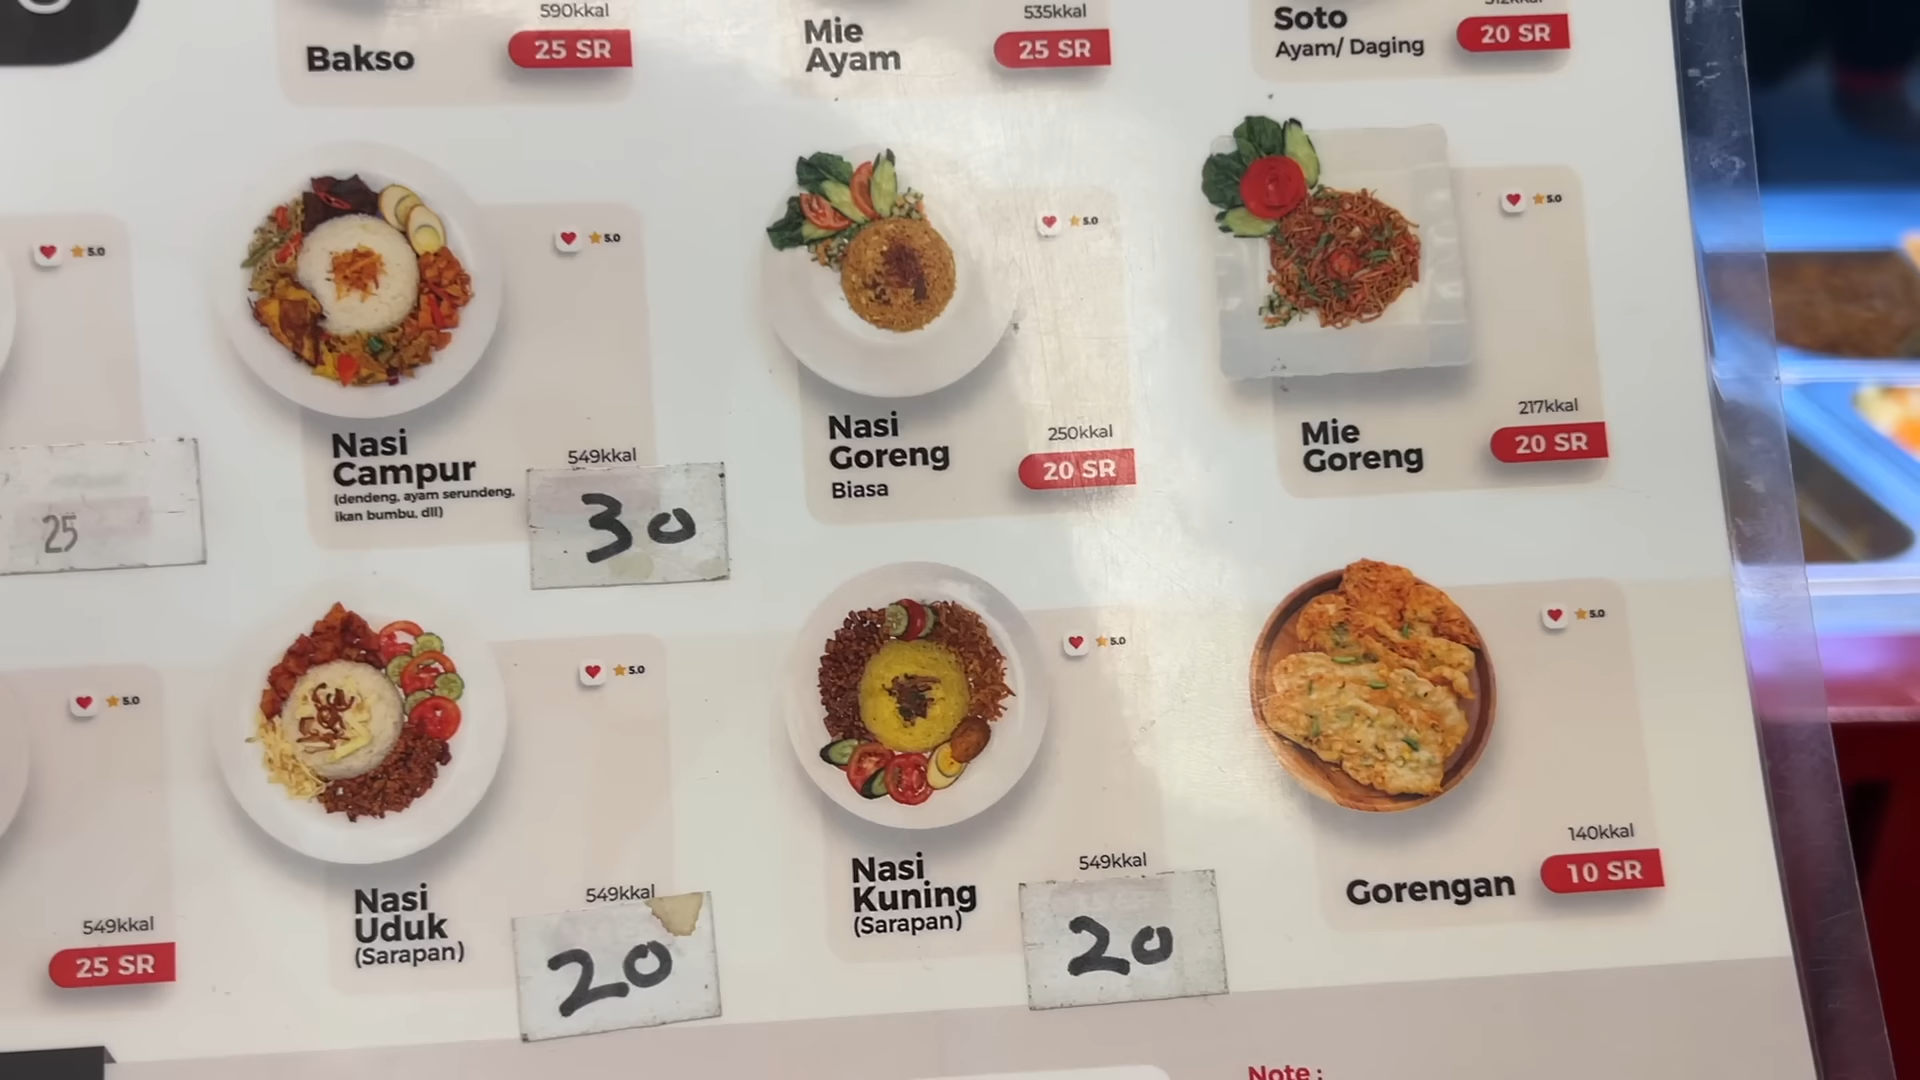 590kkal
Bakso
25 SR
535kkal
Mie
Ayam
25 SR
Soto
Ayam/ Daging
20 SR
5.0
25
5.0
Nasi
Campur
(dendeng, ayam serundeng,
ikan bumbu, dll)
549kkal
30
5.0
Nasi
Goreng
Biasa
250kkal
20 SR
5.0
Mie
Goreng
217kkal
20 SR
5.0
549kkal
25 SR
5.0
Nasi
Uduk
(Sarapan)
549kkal
20
5.0
Nasi
Kuning
(Sarapan)
549kkal
20
5.0
Gorengan
140kkal
10 SR
Note :